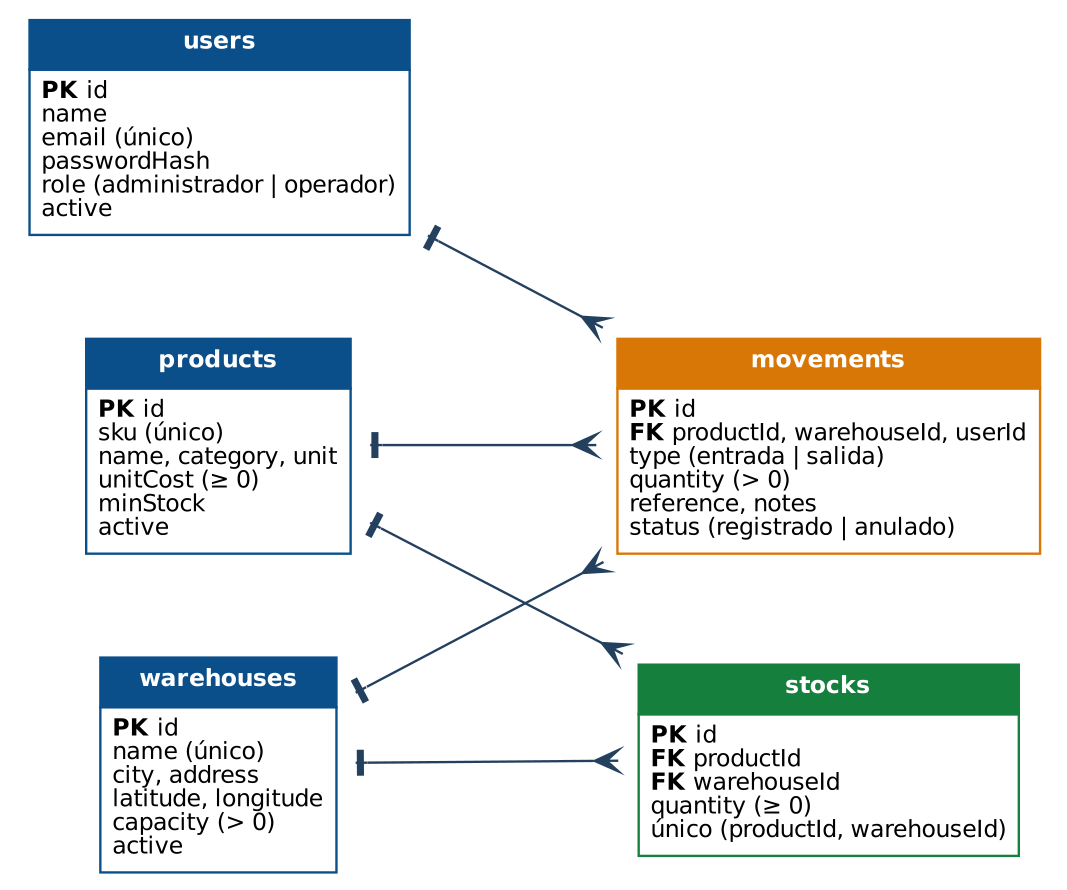 users
PK id
name
email (único)
passwordHash
role (administrador | operador)
active
products
PK id
sku (único)
name, category, unit
unitCost (≥ 0)
minStock
active
movements
PK id
FK productId, warehouseId, userId
type (entrada | salida)
quantity (> 0)
reference, notes
status (registrado | anulado)
warehouses
PK id
name (único)
city, address
latitude, longitude
capacity (> 0)
active
stocks
PK id
FK productId
FK warehouseId
quantity (≥ 0)
único (productId, warehouseId)